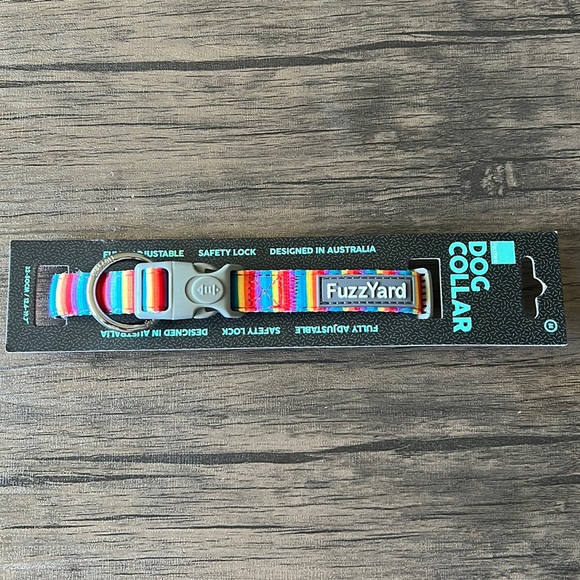 FULLY ADJUSTABLE SAFETY LOCK DESIGNED IN AUSTRALIA
FuzzYard
FULLY ADJUSTABLE SAFETY LOCK DESIGNED IN AUSTRALIA
DOG
COLLAR